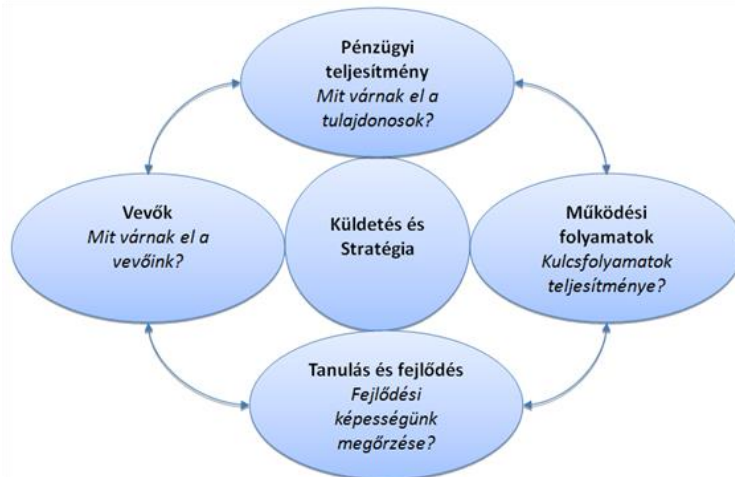 Pénzügyi
teljesítmény
Mit várnak el a
tulajdonosok?
Vevők
Mit várnak el a
vevőink?
Küldetés és
Stratégia
Működési
folyamatok
Kulcsfolyamatok
teljesítménye?
Tanulás és fejlődés
Fejlődési
képességünk
megőrzése?